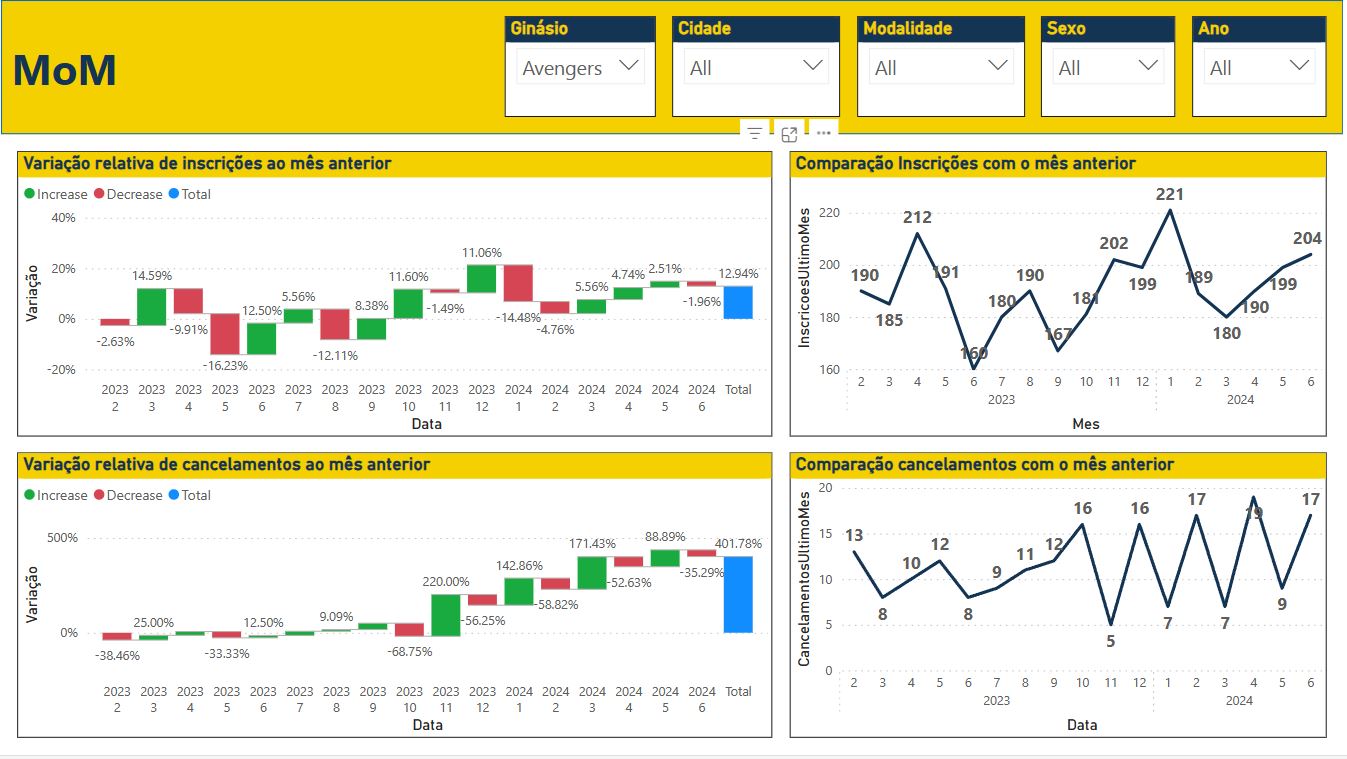 MoM
Ginásio
Avengers
Cidade
All
Modalidade
All
Sexo
All
Ano
All
Variação relativa de inscrições ao mês anterior
Increase Decrease Total
Variação
40%
20%
0%
-20%
-2.63%
14.59%
-9.91%
-16.23%
12.50%
5.56%
-12.11%
8.38%
11.60%
-1.49%
11.06%
-14.48%
-4.76%
5.56%
4.74%
2.51%
-1.96%
12.94%
2023 2023 2023 2023 2023 2023 2023 2023 2023 2023 2023 2024 2024 2024 2024 2024 2024 Total
2 3 4 5 6 7 8 9 10 11 12 1 2 3 4 5 6
Data
Comparação Inscrições com o mês anterior
InscricoesUltimoMes
220
200
180
160
190
185
212
191
160
180
190
167
181
202
199
221
189
180
190
199
204
2 3 4 5 6 7 8 9 10 11 12 1 2 3 4 5 6
2023 2024
Mes
Variação relativa de cancelamentos ao mês anterior
Increase Decrease Total
Variação
500%
0%
-38.46%
25.00%
-33.33%
12.50%
9.09%
-68.75%
220.00%
-56.25%
142.86%
-58.82%
171.43%
-52.63%
88.89%
-35.29%
401.78%
2023 2023 2023 2023 2023 2023 2023 2023 2023 2023 2023 2024 2024 2024 2024 2024 2024 Total
2 3 4 5 6 7 8 9 10 11 12 1 2 3 4 5 6
Data
Comparação cancelamentos com o mês anterior
CancelamentosUltimoMes
20
15
10
5
0
13
8
10
12
8
9
11
12
16
5
16
7
17
7
19
9
17
2 3 4 5 6 7 8 9 10 11 12 1 2 3 4 5 6
2023 2024
Data